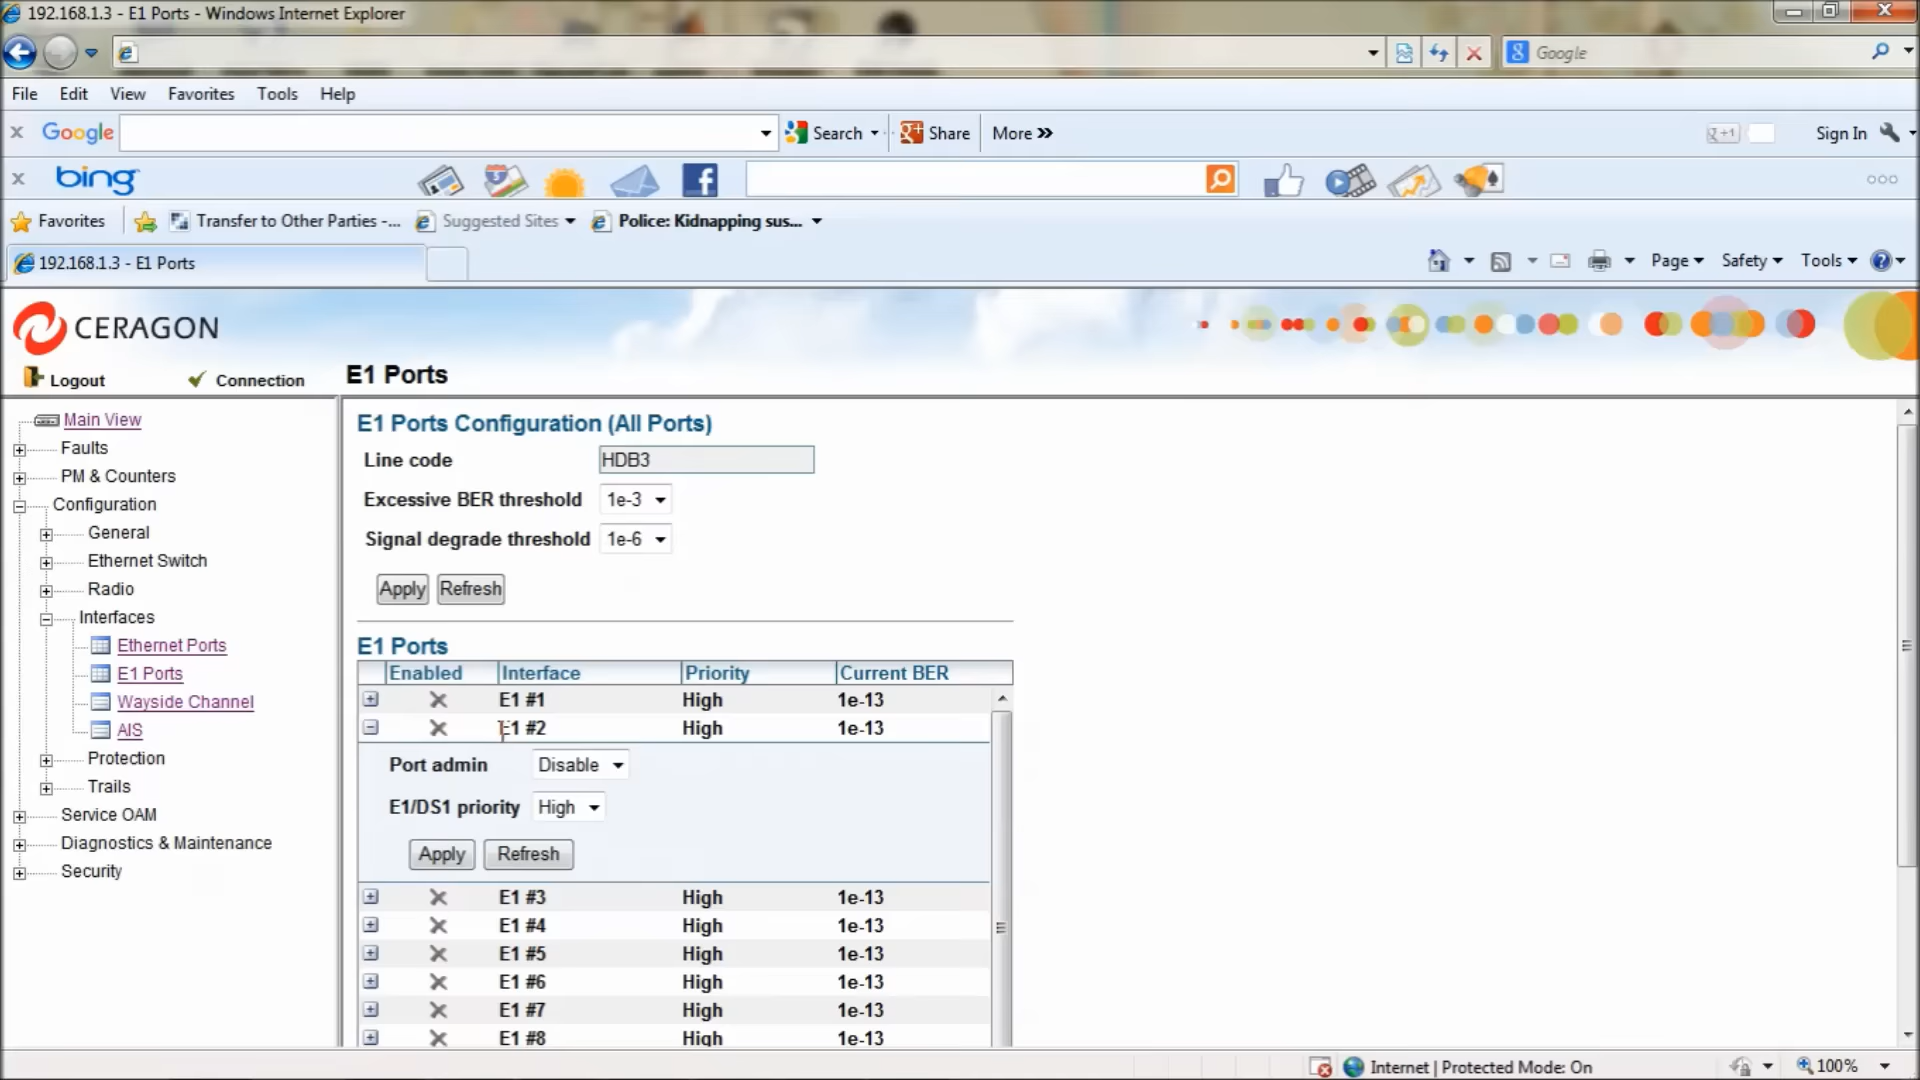 192.168.1.3 - E1 Ports - Windows Internet Explorer
Google
File Edit View Favorites Tools Help
Google Search Share More » +1 Sign In
bing
Favorites Transfer to Other Parties -... Suggested Sites Police: Kidnapping sus...
192.168.1.3 - E1 Ports Page Safety Tools
CERAGON
Logout Connection E1 Ports
Main View
Faults
PM & Counters
Configuration
General
Ethernet Switch
Radio
Interfaces
Ethernet Ports
E1 Ports
Wayside Channel
AIS
Protection
Trails
Service OAM
Diagnostics & Maintenance
Security
E1 Ports Configuration (All Ports)
Line code HDB3
Excessive BER threshold 1e-3
Signal degrade threshold 1e-6
Apply Refresh
E1 Ports
Enabled Interface Priority Current BER
E1 #1 High 1e-13
E1 #2 High 1e-13
Port admin Disable
E1/DS1 priority High
Apply Refresh
E1 #3 High 1e-13
E1 #4 High 1e-13
E1 #5 High 1e-13
E1 #6 High 1e-13
E1 #7 High 1e-13
E1 #8 High 1e-13
Internet | Protected Mode: On 100%